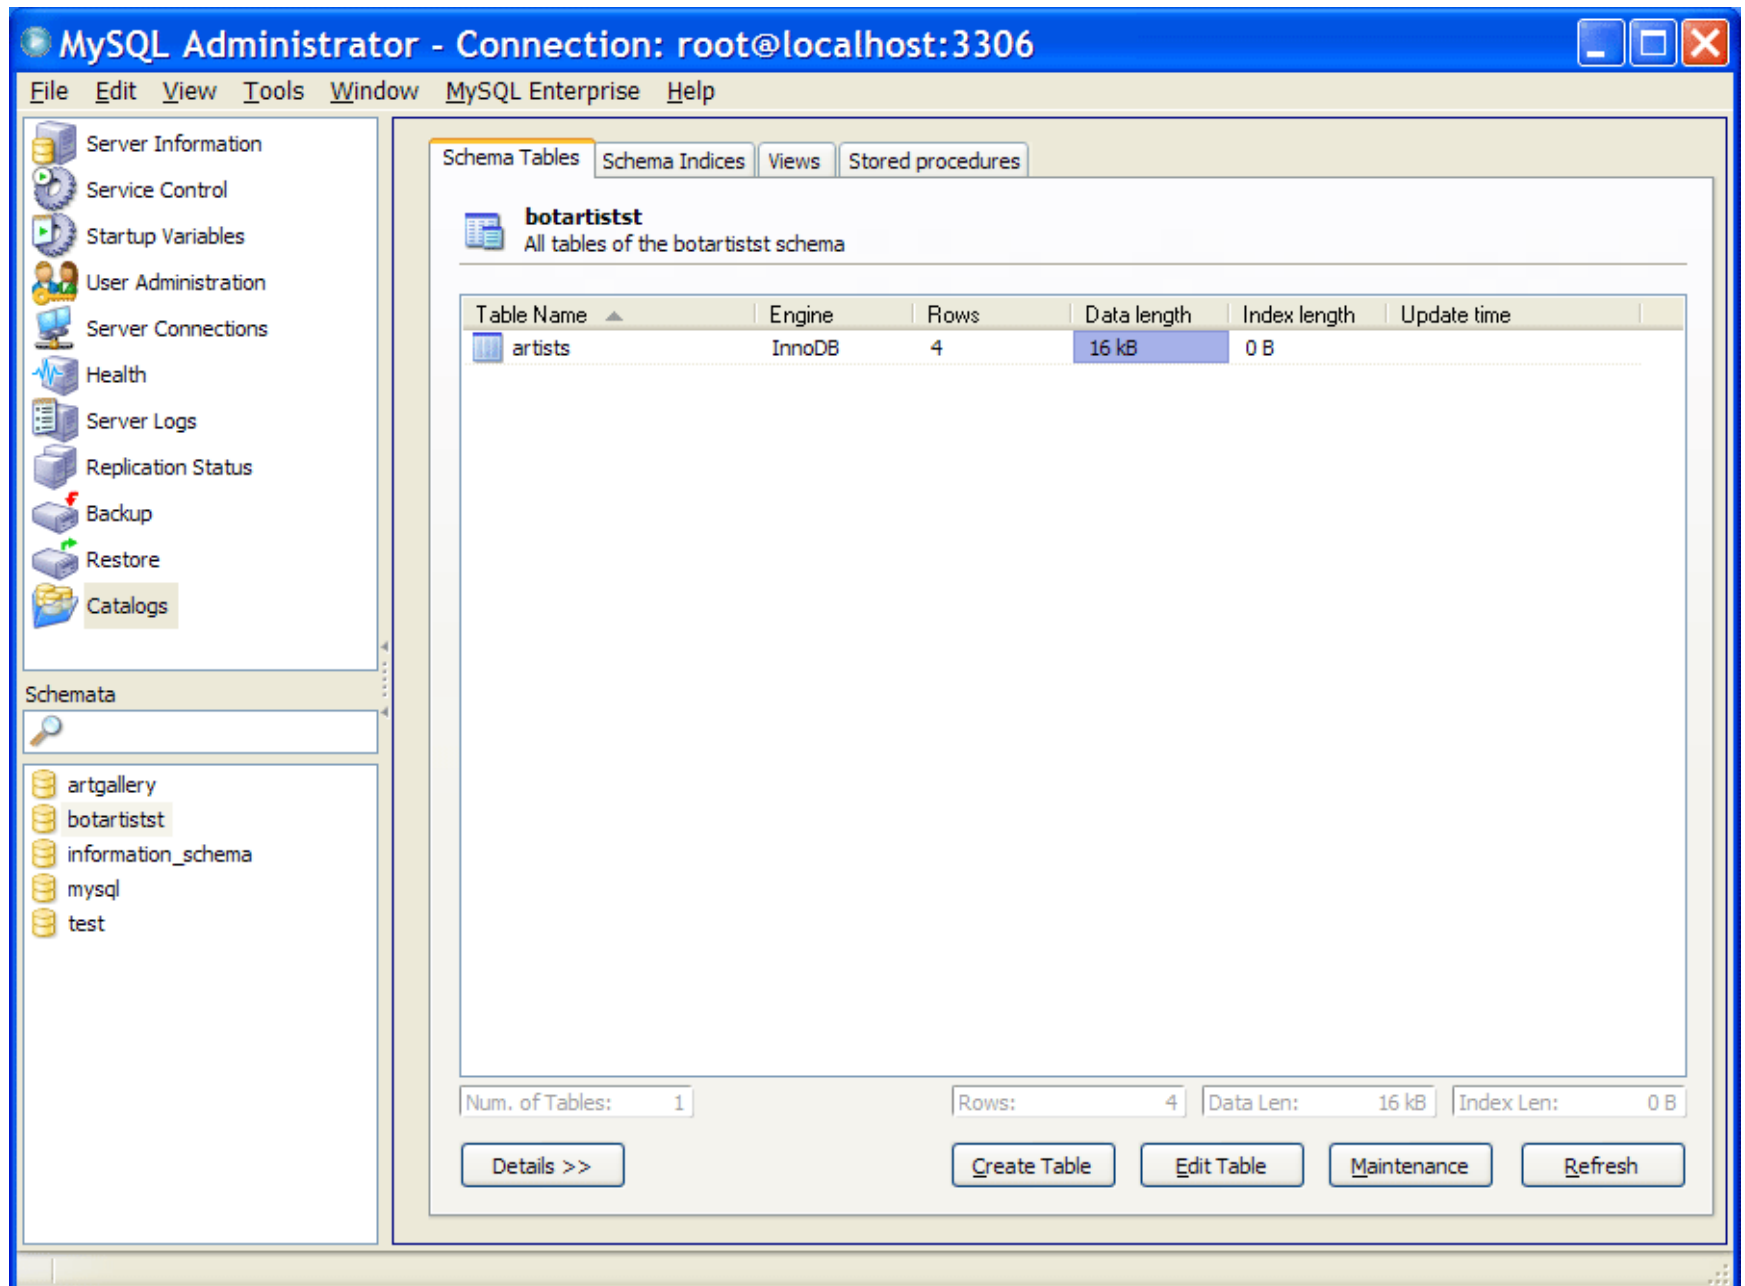 MySQL Administrator - Connection: root@localhost:3306
File Edit View Tools Window MySQL Enterprise Help
Server Information
Service Control
Startup Variables
User Administration
Server Connections
Health
Server Logs
Replication Status
Backup
Restore
Catalogs
Schemata
artgallery
botartistst
information_schema
mysql
test
Schema Tables Schema Indices Views Stored procedures
botartistst
All tables of the botartistst schema
Table Name Engine Rows Data length Index length Update time
artists InnoDB 4 16 kB 0 B
Num. of Tables: 1 Rows: 4 Data Len: 16 kB Index Len: 0 B
Details >> Create Table Edit Table Maintenance Refresh